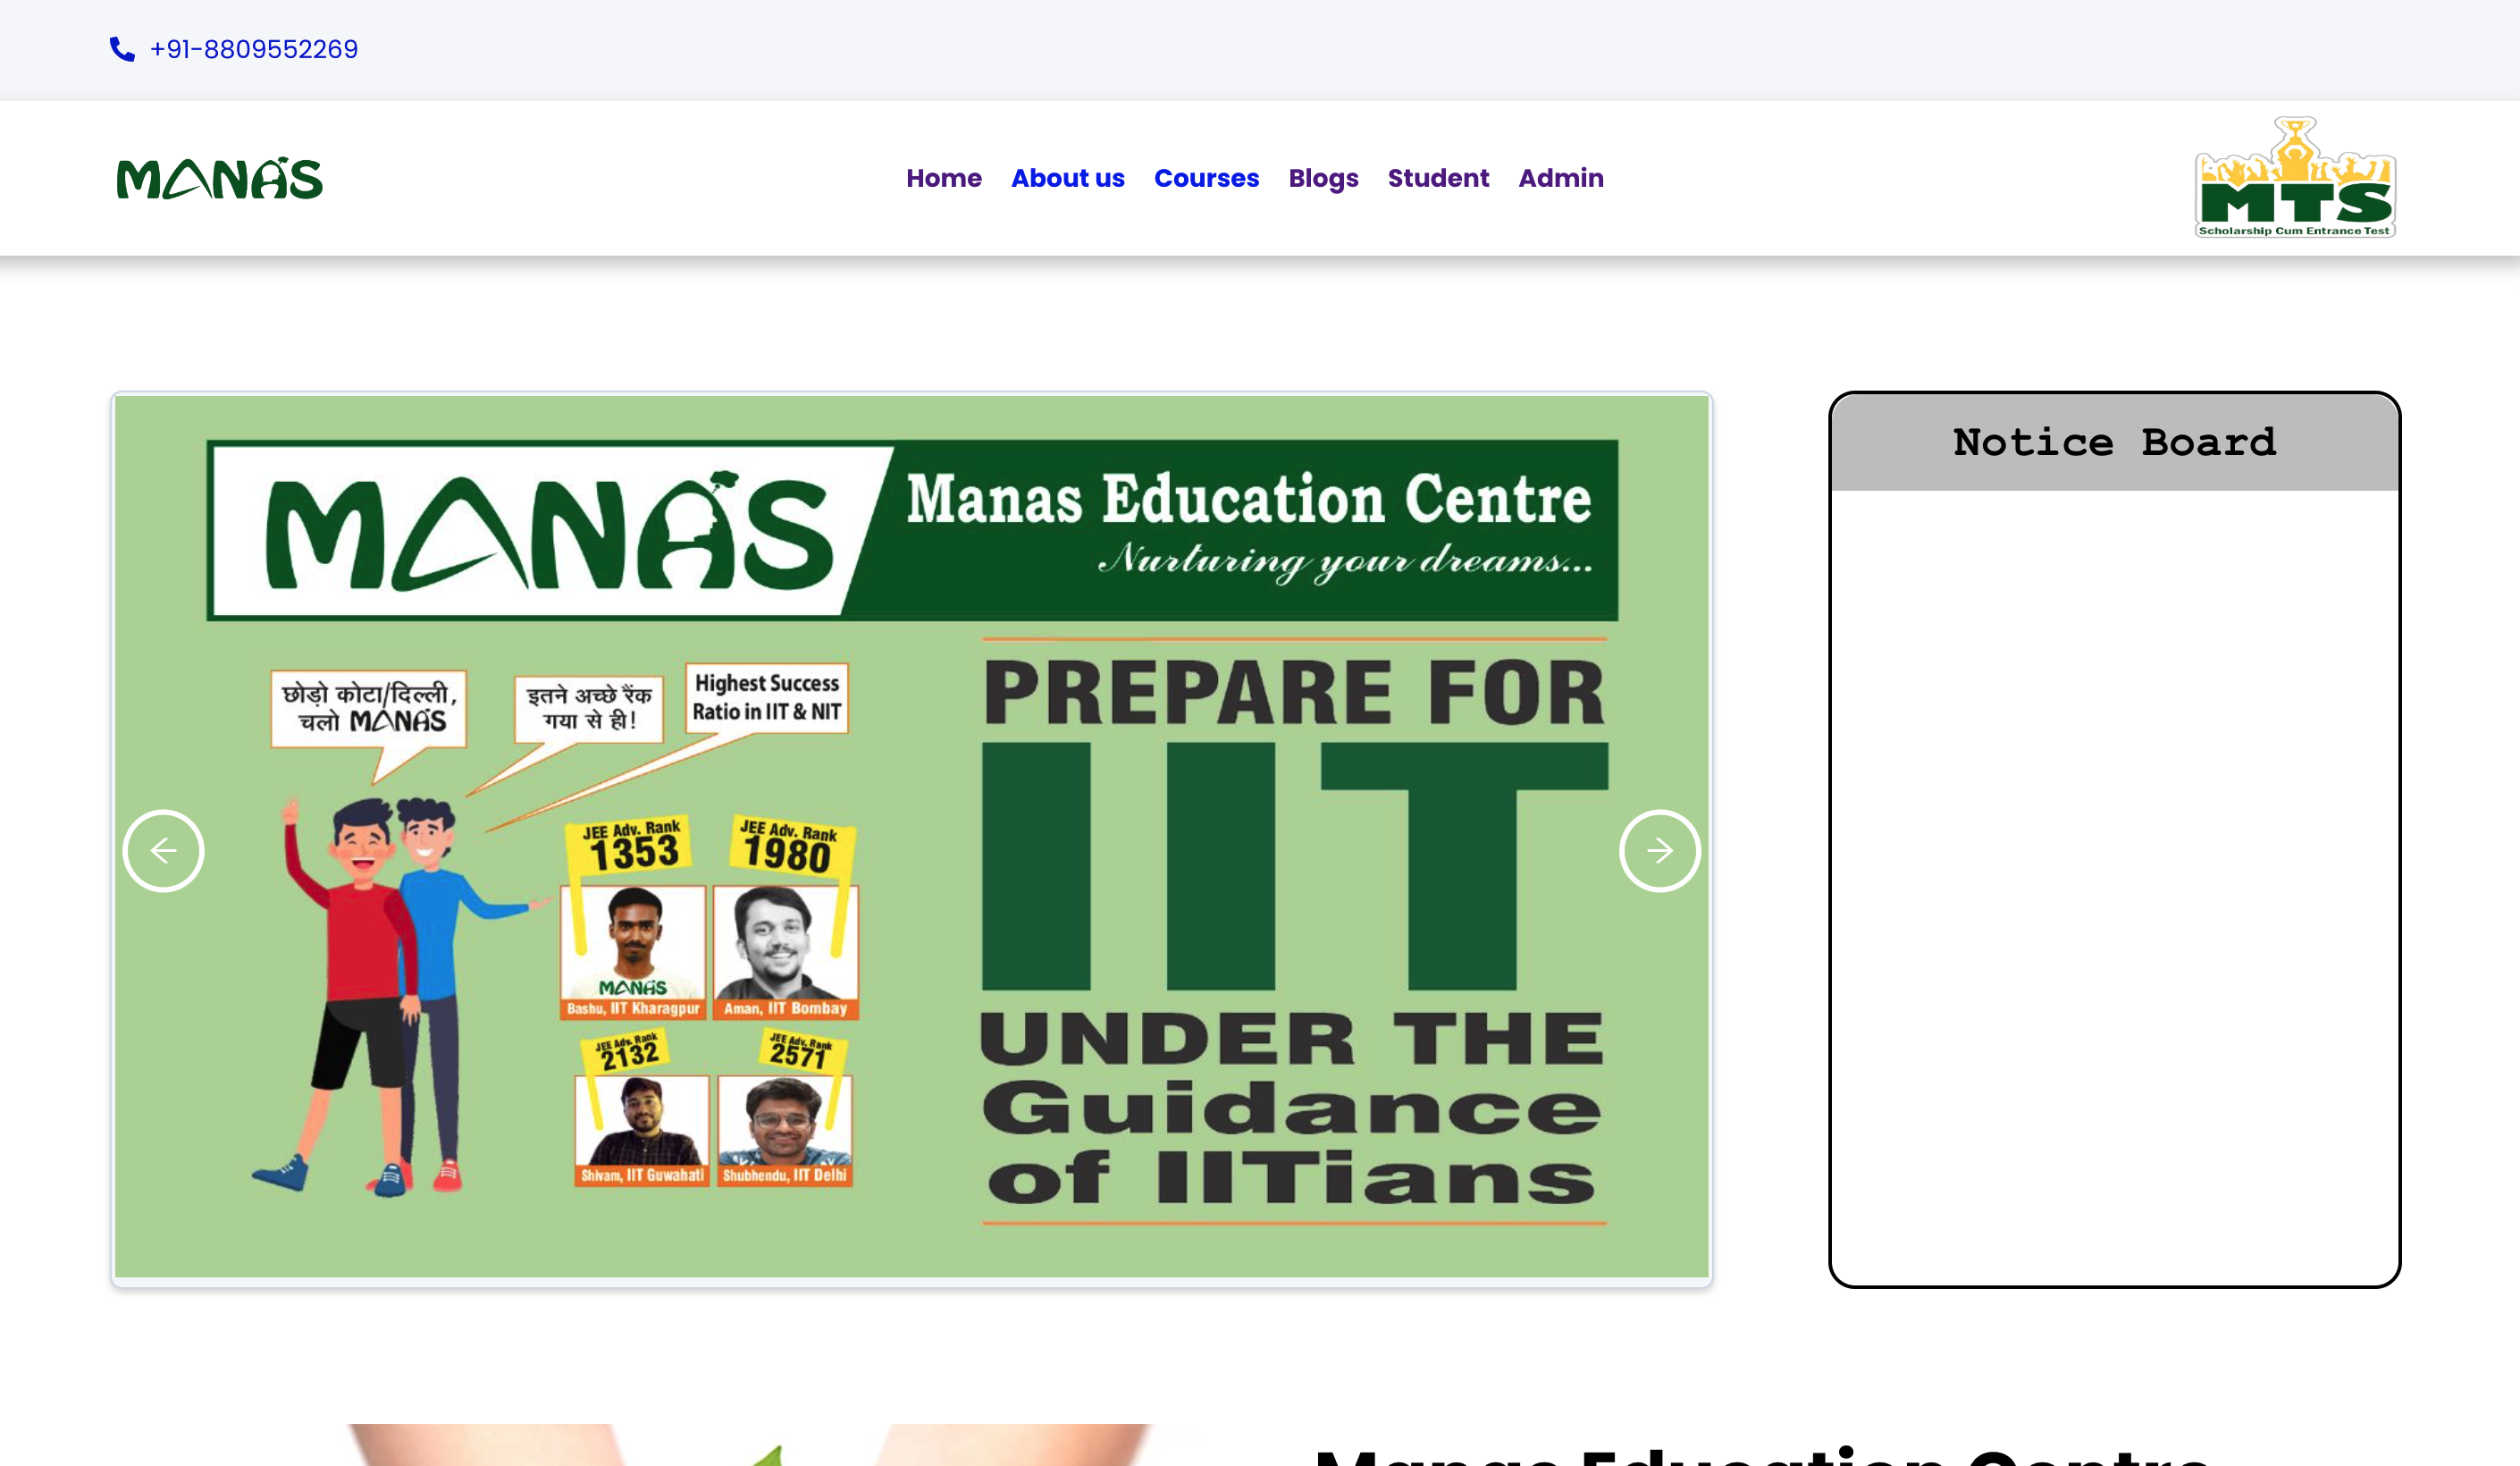 +91-8809552269
MANAS
Home About us Courses Blogs Student Admin
MTS
Scholarship Cum Entrance Test
MANAS
Manas Education Centre
Nurturing your dreams...
छोड़ो कोटा/दिल्ली,
चलो MANAS
इतने अच्छे रैंक
गया से ही!
Highest Success
Ratio in IIT & NIT
JEE Adv. Rank
1353
JEE Adv. Rank
1980
MANAS
Bashu, IIT Kharagpur
Aman, IIT Bombay
JEE Adv. Rank
2132
JEE Adv. Rank
2571
Shivam, IIT Guwahati
Shubhendu, IIT Delhi
PREPARE FOR
IIT
UNDER THE
Guidance
of IITians
Notice Board
Manas Education Centre